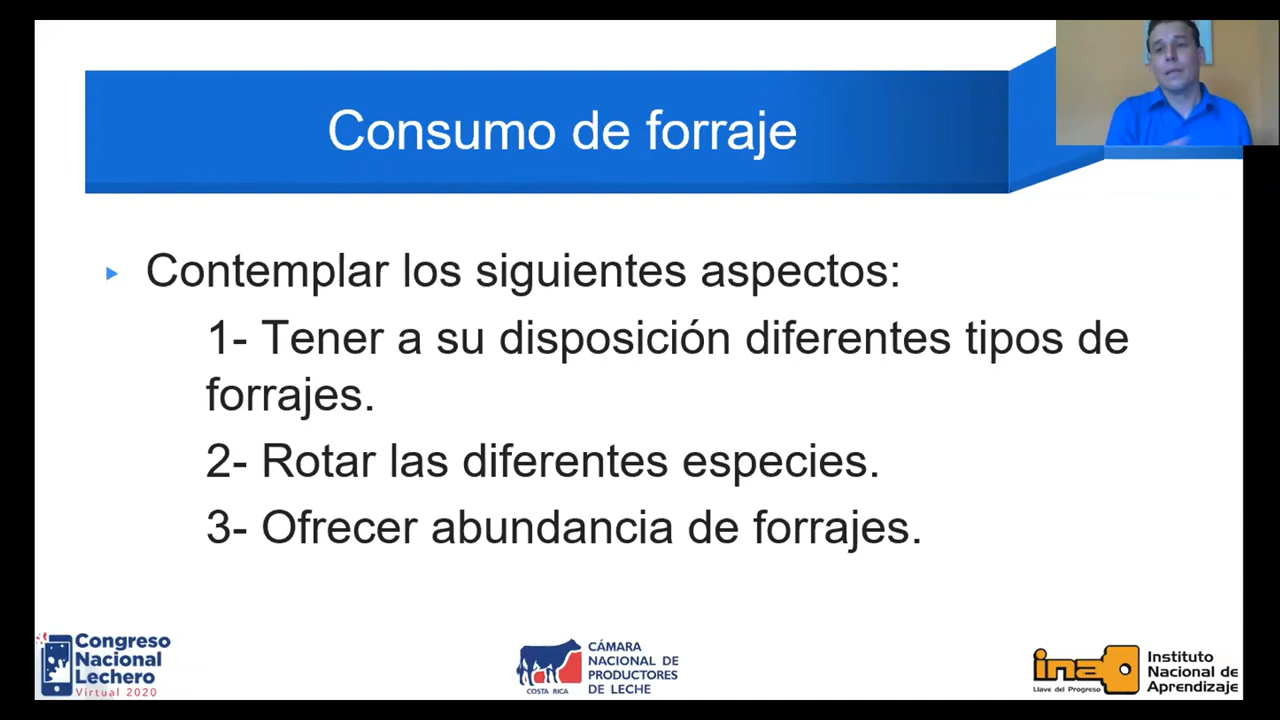 Consumo de forraje
Contemplar los siguientes aspectos:
1- Tener a su disposición diferentes tipos de
forrajes.
2- Rotar las diferentes especies.
3- Ofrecer abundancia de forrajes.
Congreso
Nacional
Lechero
Virtual 2020
CÁMARA
NACIONAL DE
PRODUCTORES
DE LECHE
COSTA RICA
ina
Llave del Progreso
Instituto
Nacional de
Aprendizaje